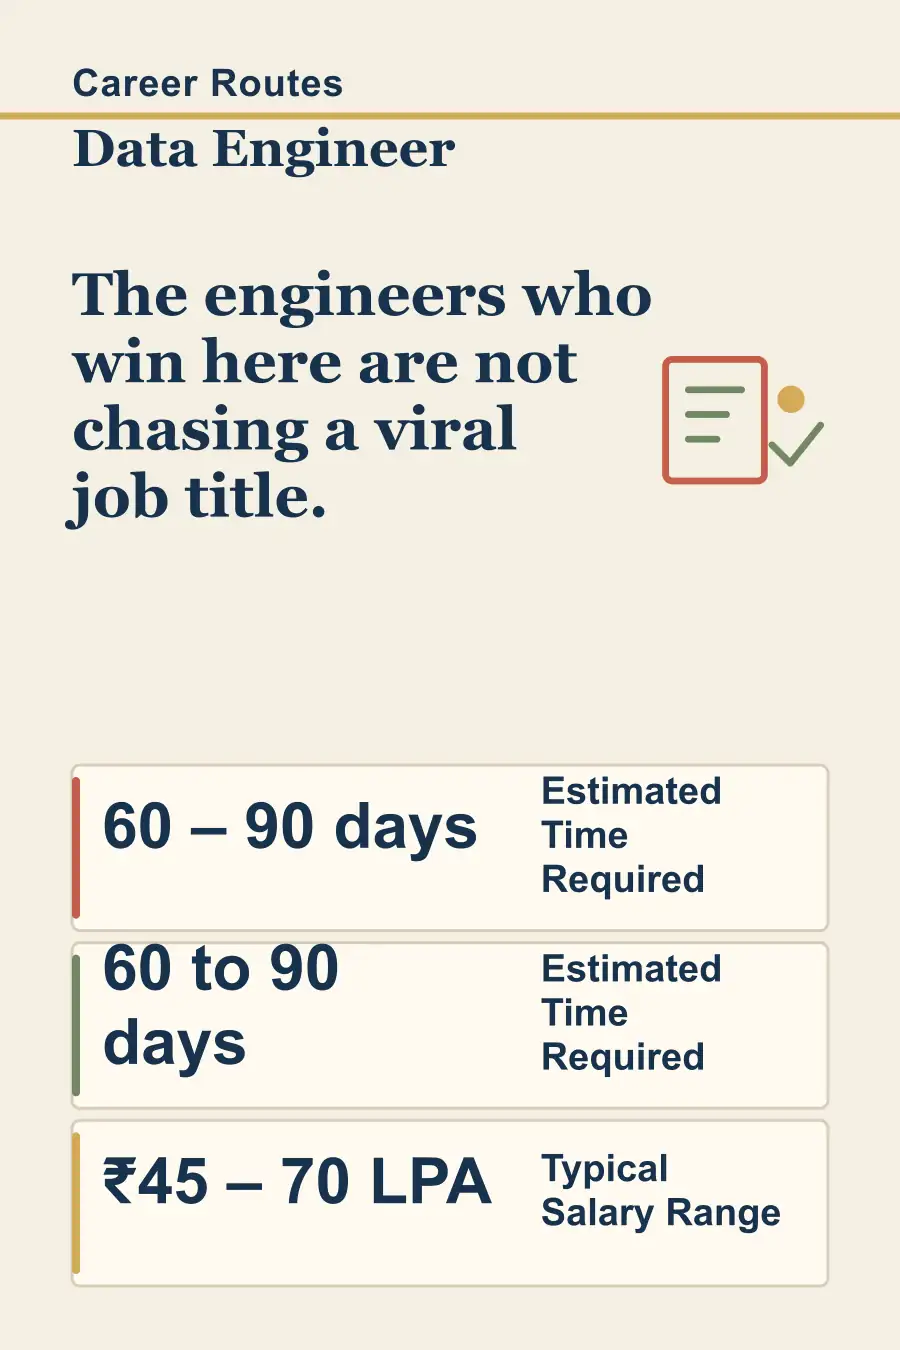 Career Routes
Data Engineer
The engineers who
win here are not
chasing a viral
job title.
60 – 90 days
Estimated
Time
Required
60 to 90
days
Estimated
Time
Required
₹45 – 70 LPA
Typical
Salary Range